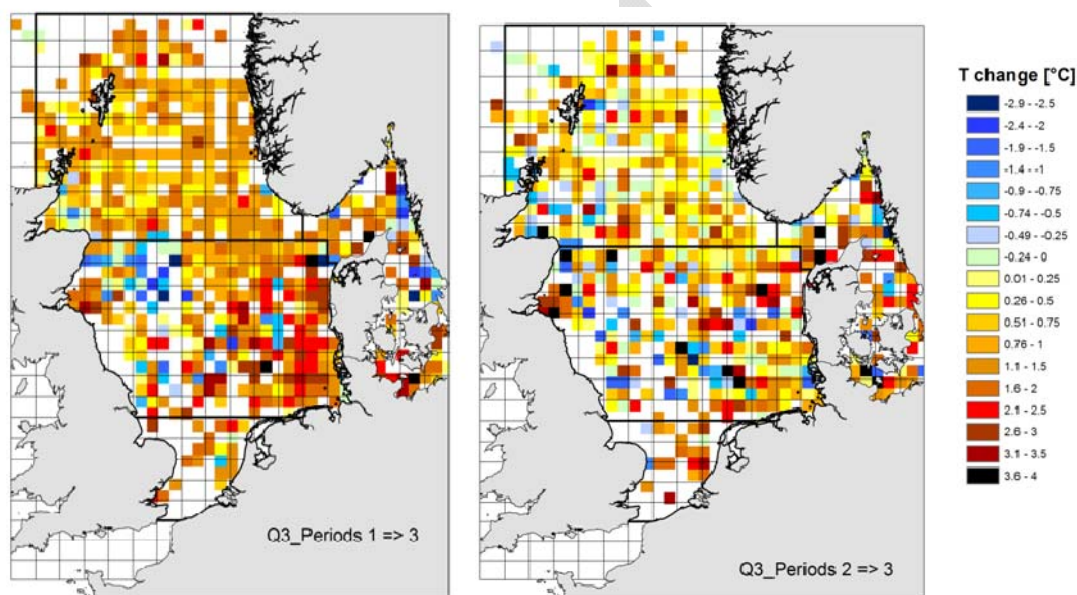 T change [°C]
-2.9 - -2.5
-2.4 - -2
-1.9 - -1.5
-1.4 - -1
-0.9 - -0.75
-0.74 - -0.5
-0.49 - -0.25
-0.24 - 0
0.01 - 0.25
0.26 - 0.5
0.51 - 0.75
0.76 - 1
1.1 - 1.5
1.6 - 2
2.1 - 2.5
2.6 - 3
3.1 - 3.5
3.6 - 4
Q3_Periods 1 => 3
Q3_Periods 2 => 3